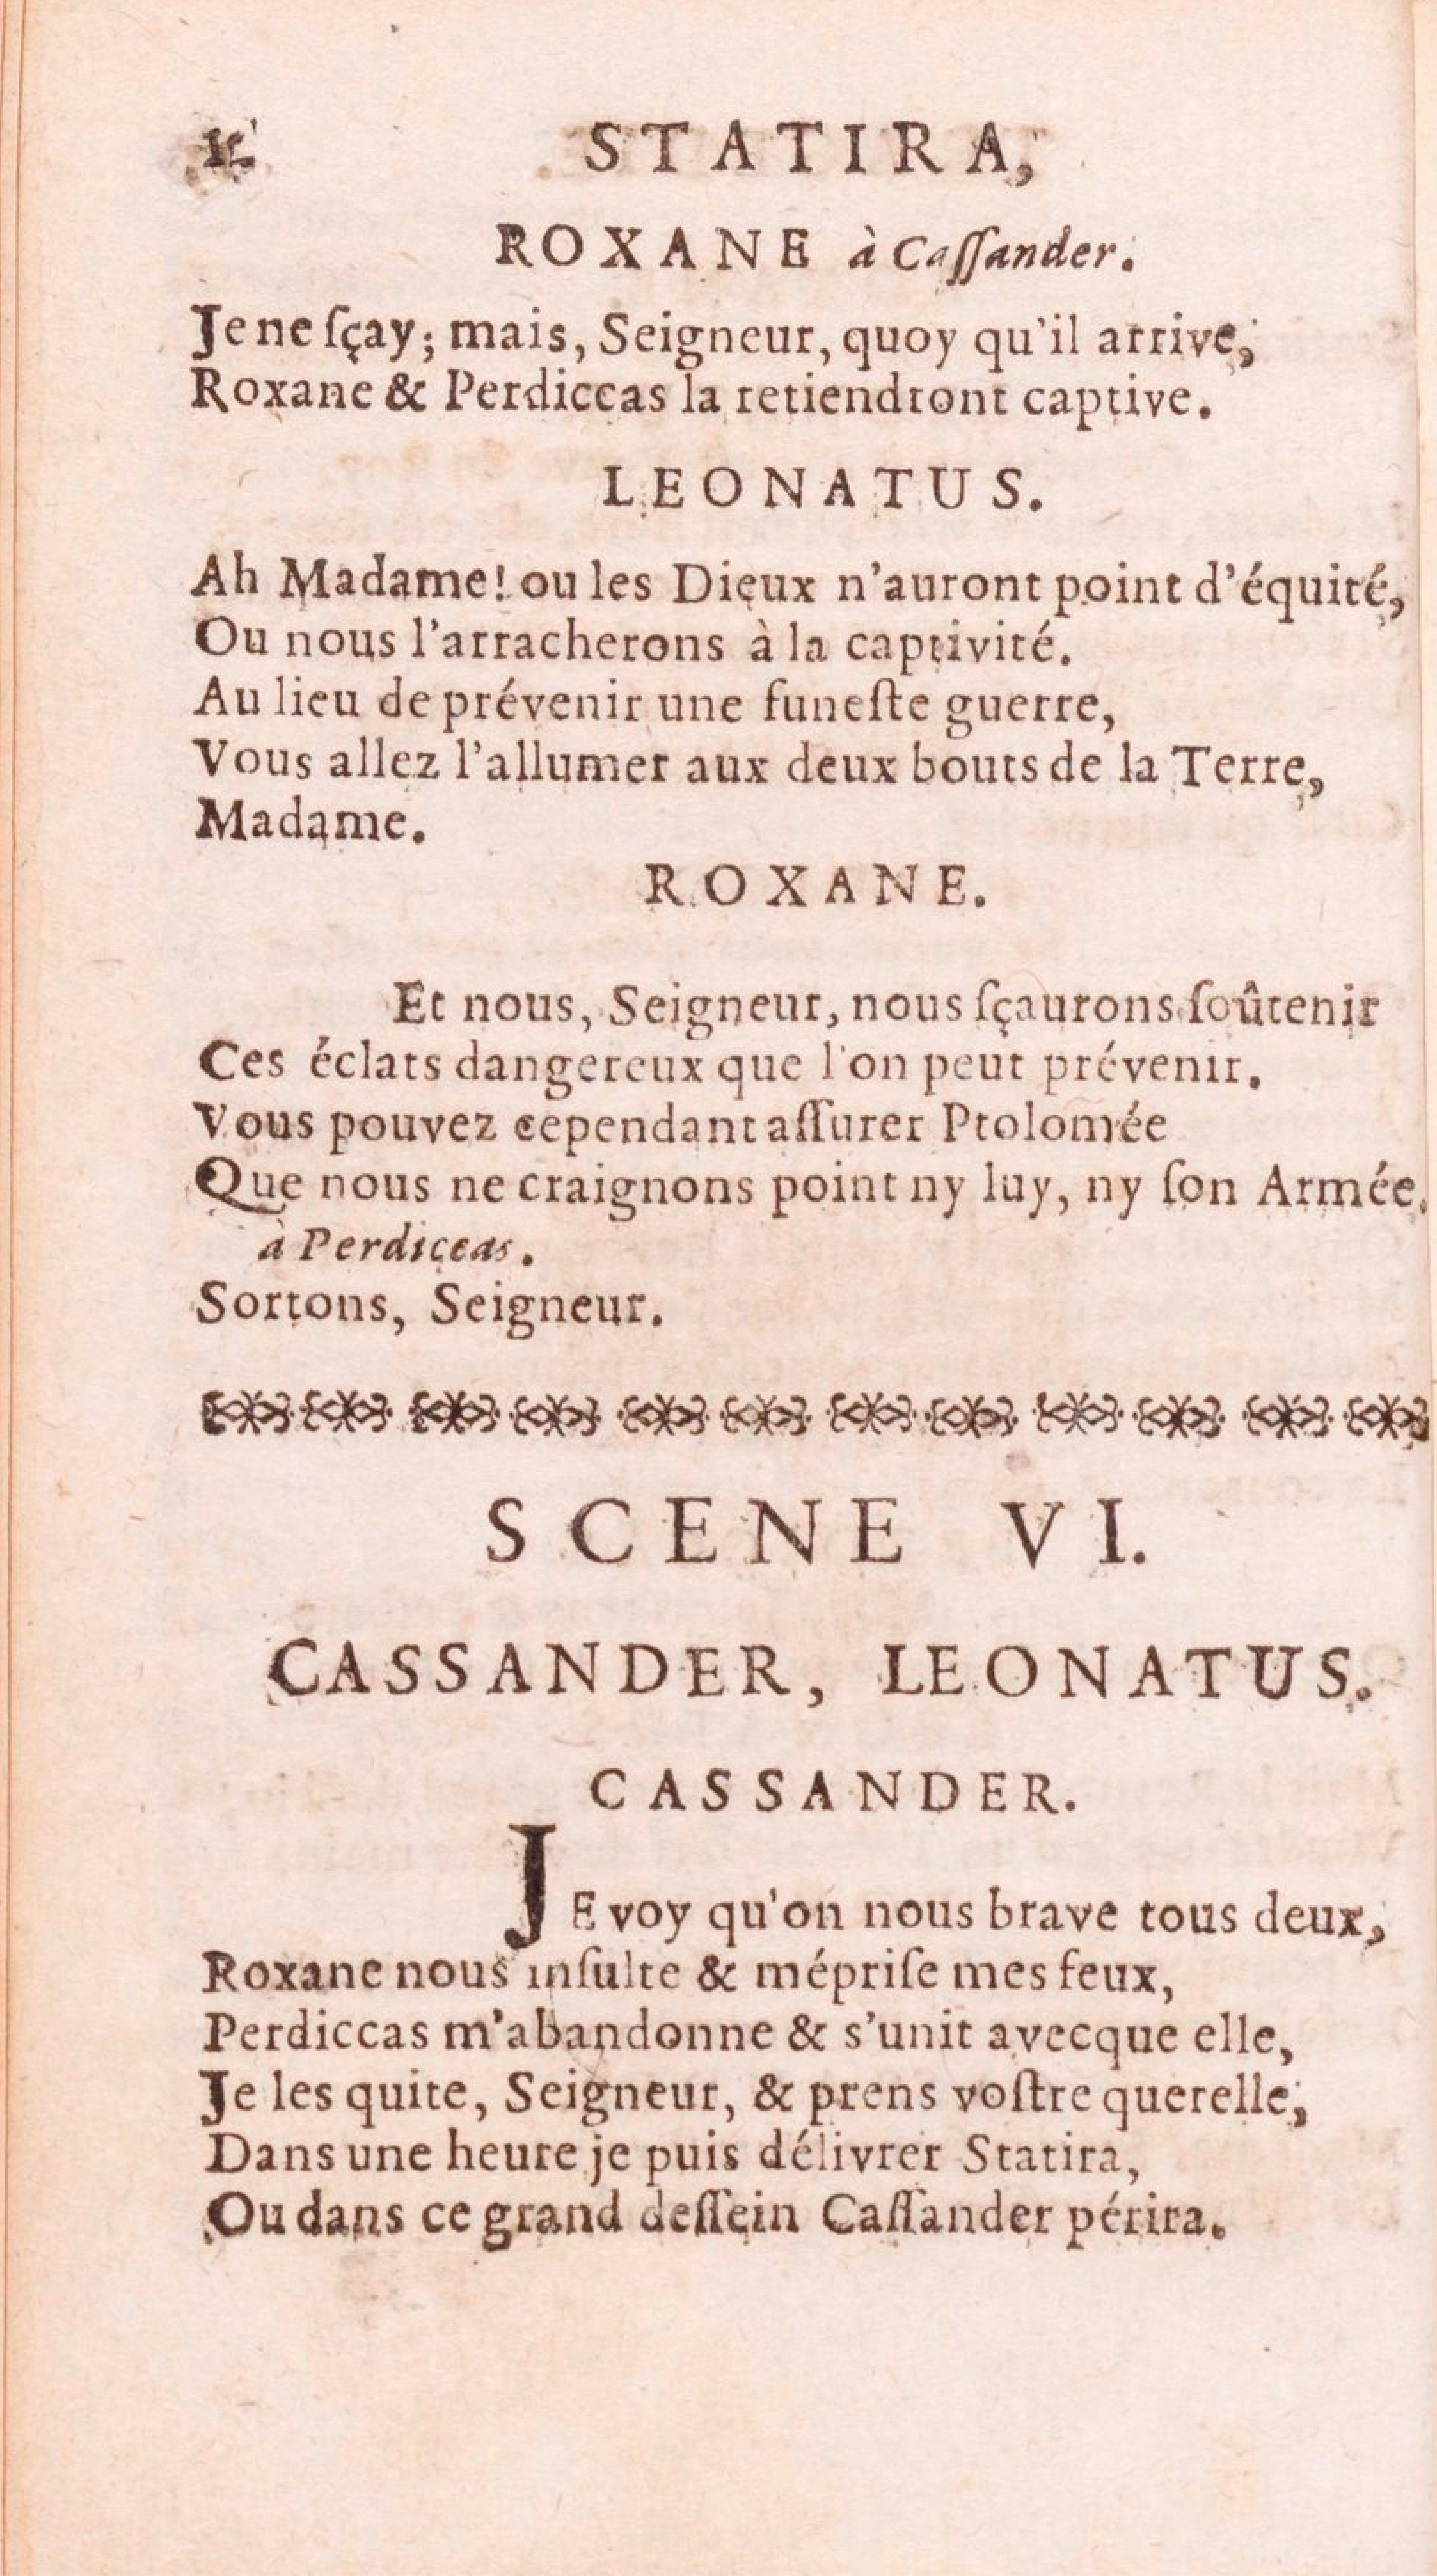 STATIRA,
ROXANE à Caſſander.
Je ne ſçay; mais, Seigneur, quoy qu'il arrive,
Roxane & Perdiccas la retiendront captive.
LEONATUS.
Ah Madame! ou les Dieux n'auront point d'équité,
Ou nous l'arracherons à la captivité.
Au lieu de prévenir une funeſte guerre,
Vous allez l'allumer aux deux bouts de la Terre,
Madame.
ROXANE.
Et nous, Seigneur, nous ſçaurons ſoûtenir
Ces éclats dangereux que l'on peut prévenir.
Vous pouvez cependant aſſurer Ptolomée
Que nous ne craignons point ny luy, ny ſon Armée.
à Perdiccas.
Sortons, Seigneur.
SCENE VI.
CASSANDER, LEONATUS.
CASSANDER.
JE voy qu'on nous brave tous deux,
Roxane nous inſulte & mépriſe mes feux,
Perdiccas m'abandonne & s'unit avecque elle,
Je les quite, Seigneur, & prens voſtre querelle,
Dans une heure je puis délivrer Statira,
Ou dans ce grand deſſein Caſſander périra.